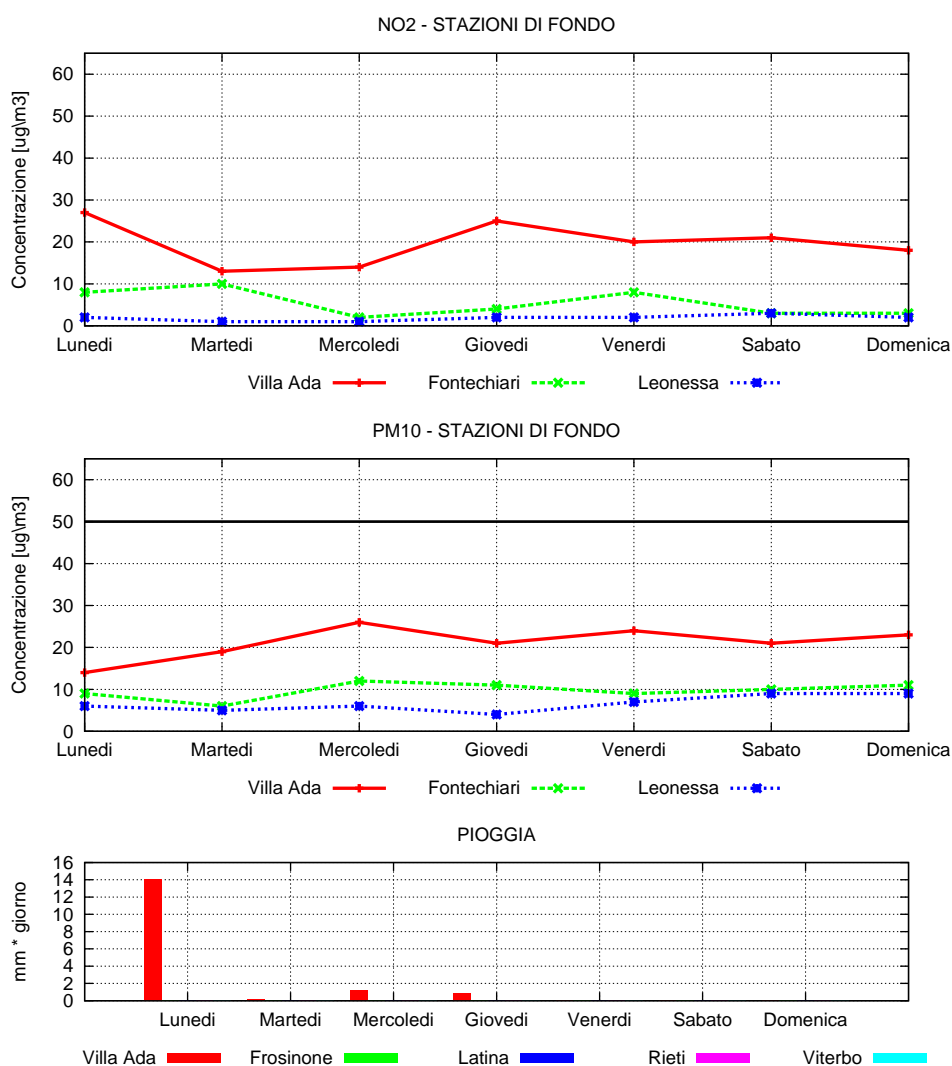 NO2 - STAZIONI DI FONDO
Concentrazione [ug\m3]
60
50
40
30
20
10
0
Lunedi Martedi Mercoledi Giovedi Venerdi Sabato Domenica
Villa Ada Fontechiari Leonessa
PM10 - STAZIONI DI FONDO
Concentrazione [ug\m3]
60
50
40
30
20
10
0
Lunedi Martedi Mercoledi Giovedi Venerdi Sabato Domenica
Villa Ada Fontechiari Leonessa
PIOGGIA
mm * giorno
16
14
12
10
8
6
4
2
0
Lunedi Martedi Mercoledi Giovedi Venerdi Sabato Domenica
Villa Ada Frosinone Latina Rieti Viterbo